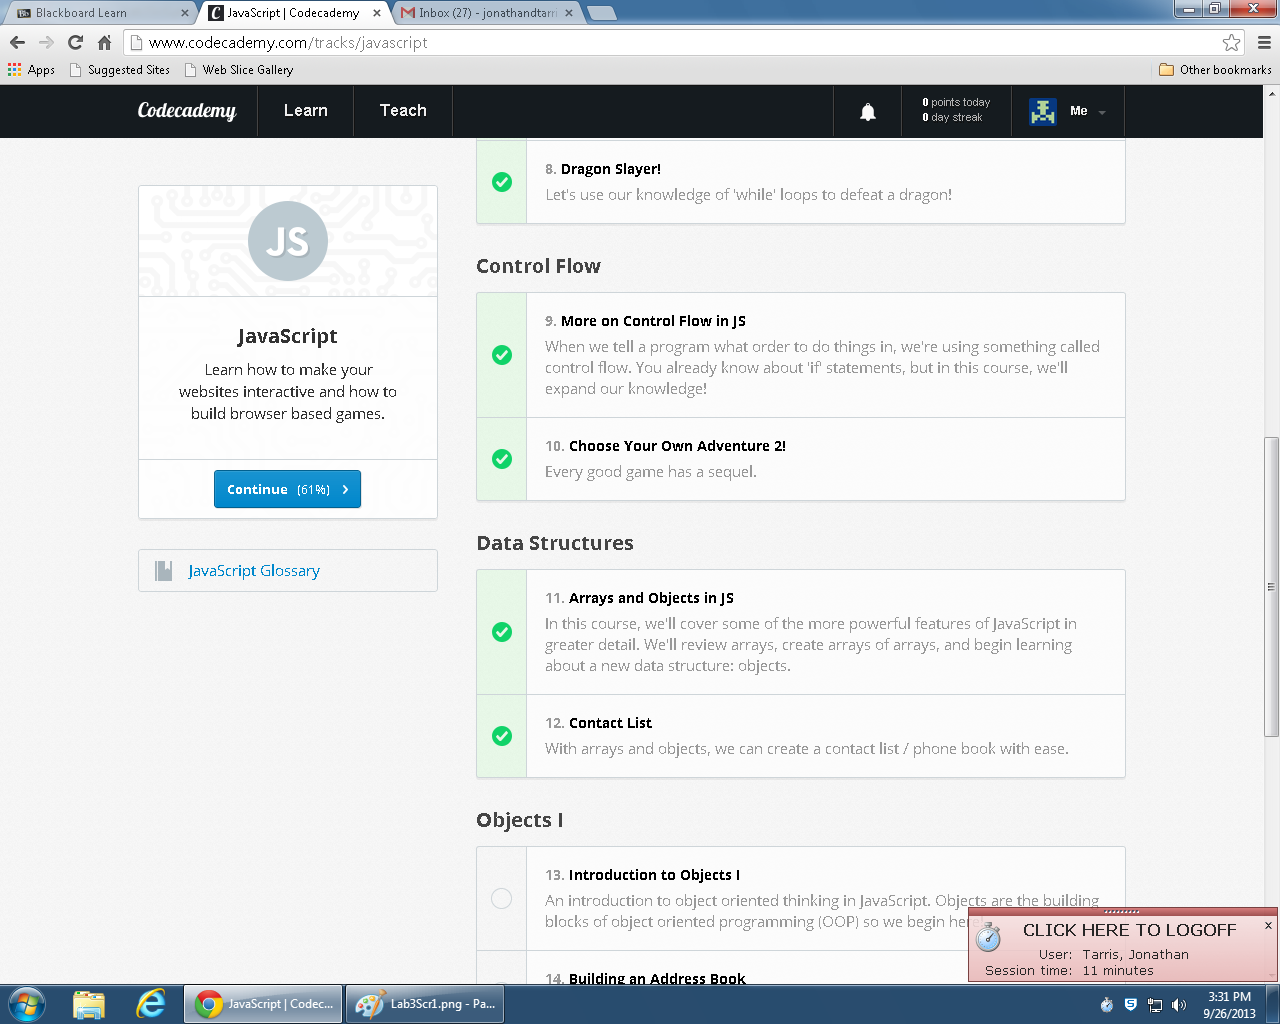 Blackboard Learn
JavaScript | Codecademy
Inbox (27) - jonathandtarri
www.codecademy.com/tracks/javascript
Apps
Suggested Sites
Web Slice Gallery
Other bookmarks
Codecademy
Learn
Teach
0 points today
0 day streak
Me
JS
JavaScript
Learn how to make your
websites interactive and how to
build browser based games.
Continue (61%)
JavaScript Glossary
8. Dragon Slayer!
Let's use our knowledge of 'while' loops to defeat a dragon!
Control Flow
9. More on Control Flow in JS
When we tell a program what order to do things in, we're using something called
control flow. You already know about 'if' statements, but in this course, we'll
expand our knowledge!
10. Choose Your Own Adventure 2!
Every good game has a sequel.
Data Structures
11. Arrays and Objects in JS
In this course, we'll cover some of the more powerful features of JavaScript in
greater detail. We'll review arrays, create arrays of arrays, and begin learning
about a new data structure: objects.
12. Contact List
With arrays and objects, we can create a contact list / phone book with ease.
Objects I
13. Introduction to Objects I
An introduction to object oriented thinking in JavaScript. Objects are the building
blocks of object oriented programming (OOP) so we begin here!
14. Building an Address Book
CLICK HERE TO LOGOFF
User: Tarris, Jonathan
Session time: 11 minutes
JavaScript | Codec...
Lab3Scr1.png - Pa...
3:31 PM
9/26/2013